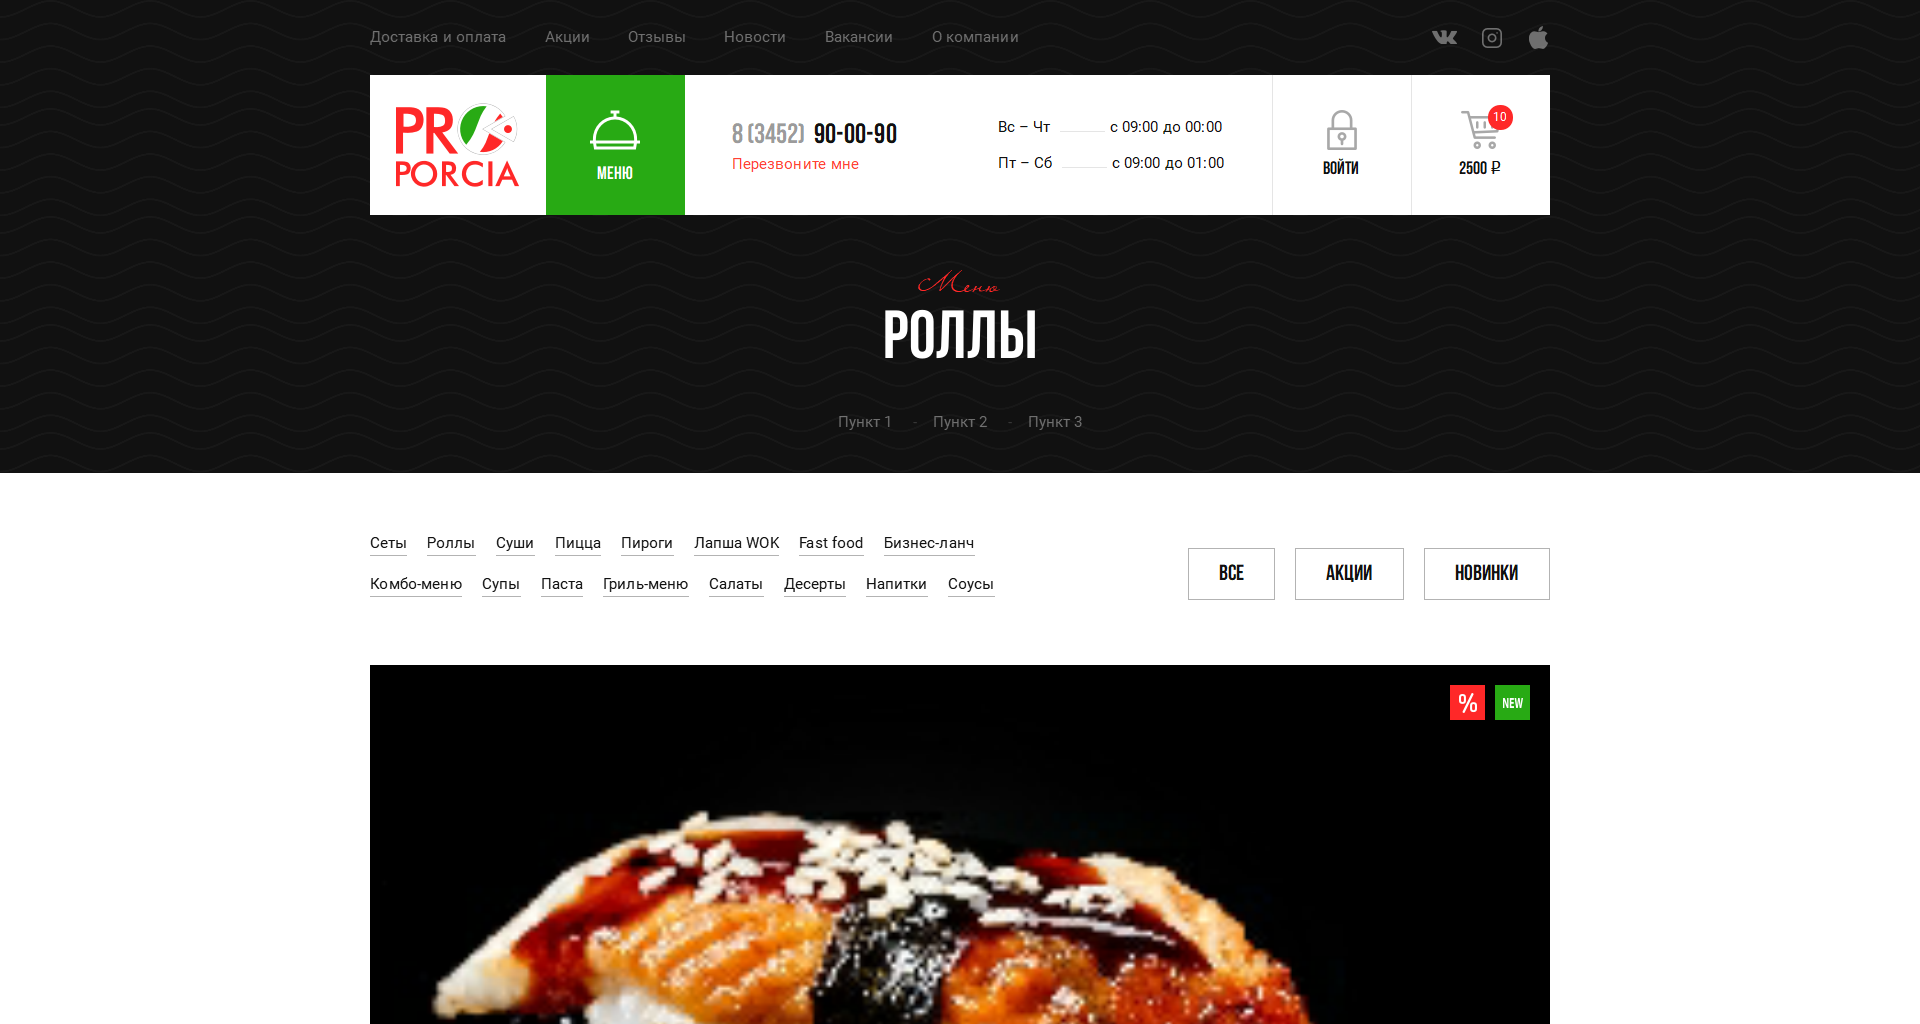 Доставка и оплата Акции Отзывы Новости Вакансии О компании
PRO
PORCIA
МЕНЮ
8 (3452) 90-00-90
Перезвоните мне
Вс – Чт с 09:00 до 00:00
Пт – Сб с 09:00 до 01:00
ВОЙТИ
10
2500 ₽
Меню
РОЛЛЫ
Пункт 1 - Пункт 2 - Пункт 3
Сеты Роллы Суши Пицца Пироги Лапша WOK Fast food Бизнес-ланч
Комбо-меню Супы Паста Гриль-меню Салаты Десерты Напитки Соусы
ВСЕ АКЦИИ НОВИНКИ
% NEW